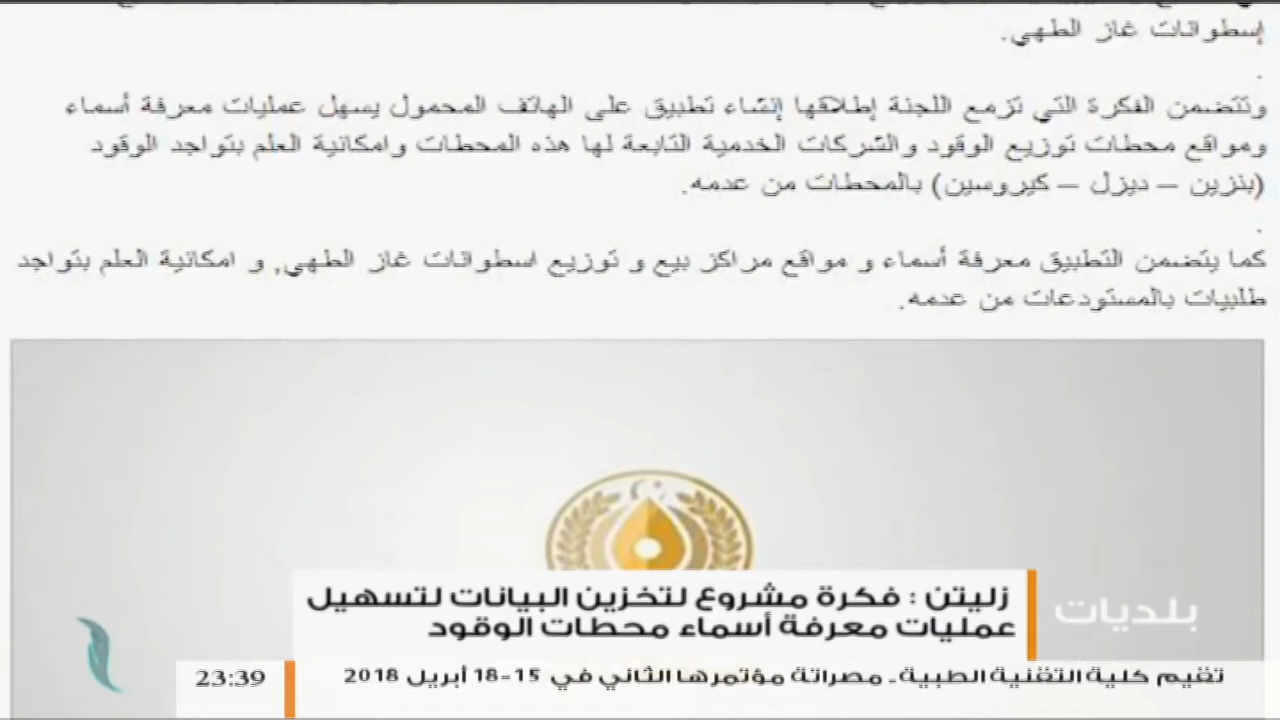 إسطوانات غاز الطهي.
.
وتتضمن الفكرة التي تزمع اللجنة إطلاقها إنشاء تطبيق على الهاتف المحمول يسهل عمليات معرفة أسماء
ومواقع محطات توزيع الوقود والشركات الخدمية التابعة لها هذه المحطات وامكانية العلم بتواجد الوقود
(بنزين – ديزل – كيروسين) بالمحطات من عدمه.
.
كما يتضمن التطبيق معرفة أسماء و مواقع مراكز بيع و توزيع اسطوانات غاز الطهي, و امكانية العلم بتواجد
طلبيات بالمستودعات من عدمه.
بلديات
زليتن : فكرة مشروع لتخزين البيانات لتسهيل
عمليات معرفة أسماء محطات الوقود
تقيم كلية التقنية الطبية - مصراتة مؤتمرها الثاني في 15-18 أبريل 2018
23:39